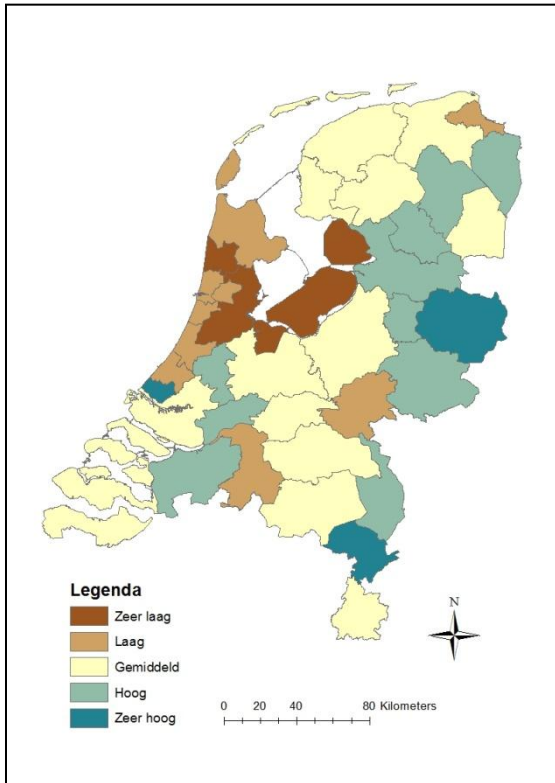 Legenda
Zeer laag
Laag
Gemiddeld
Hoog
Zeer hoog
N
0 20 40 80 Kilometers